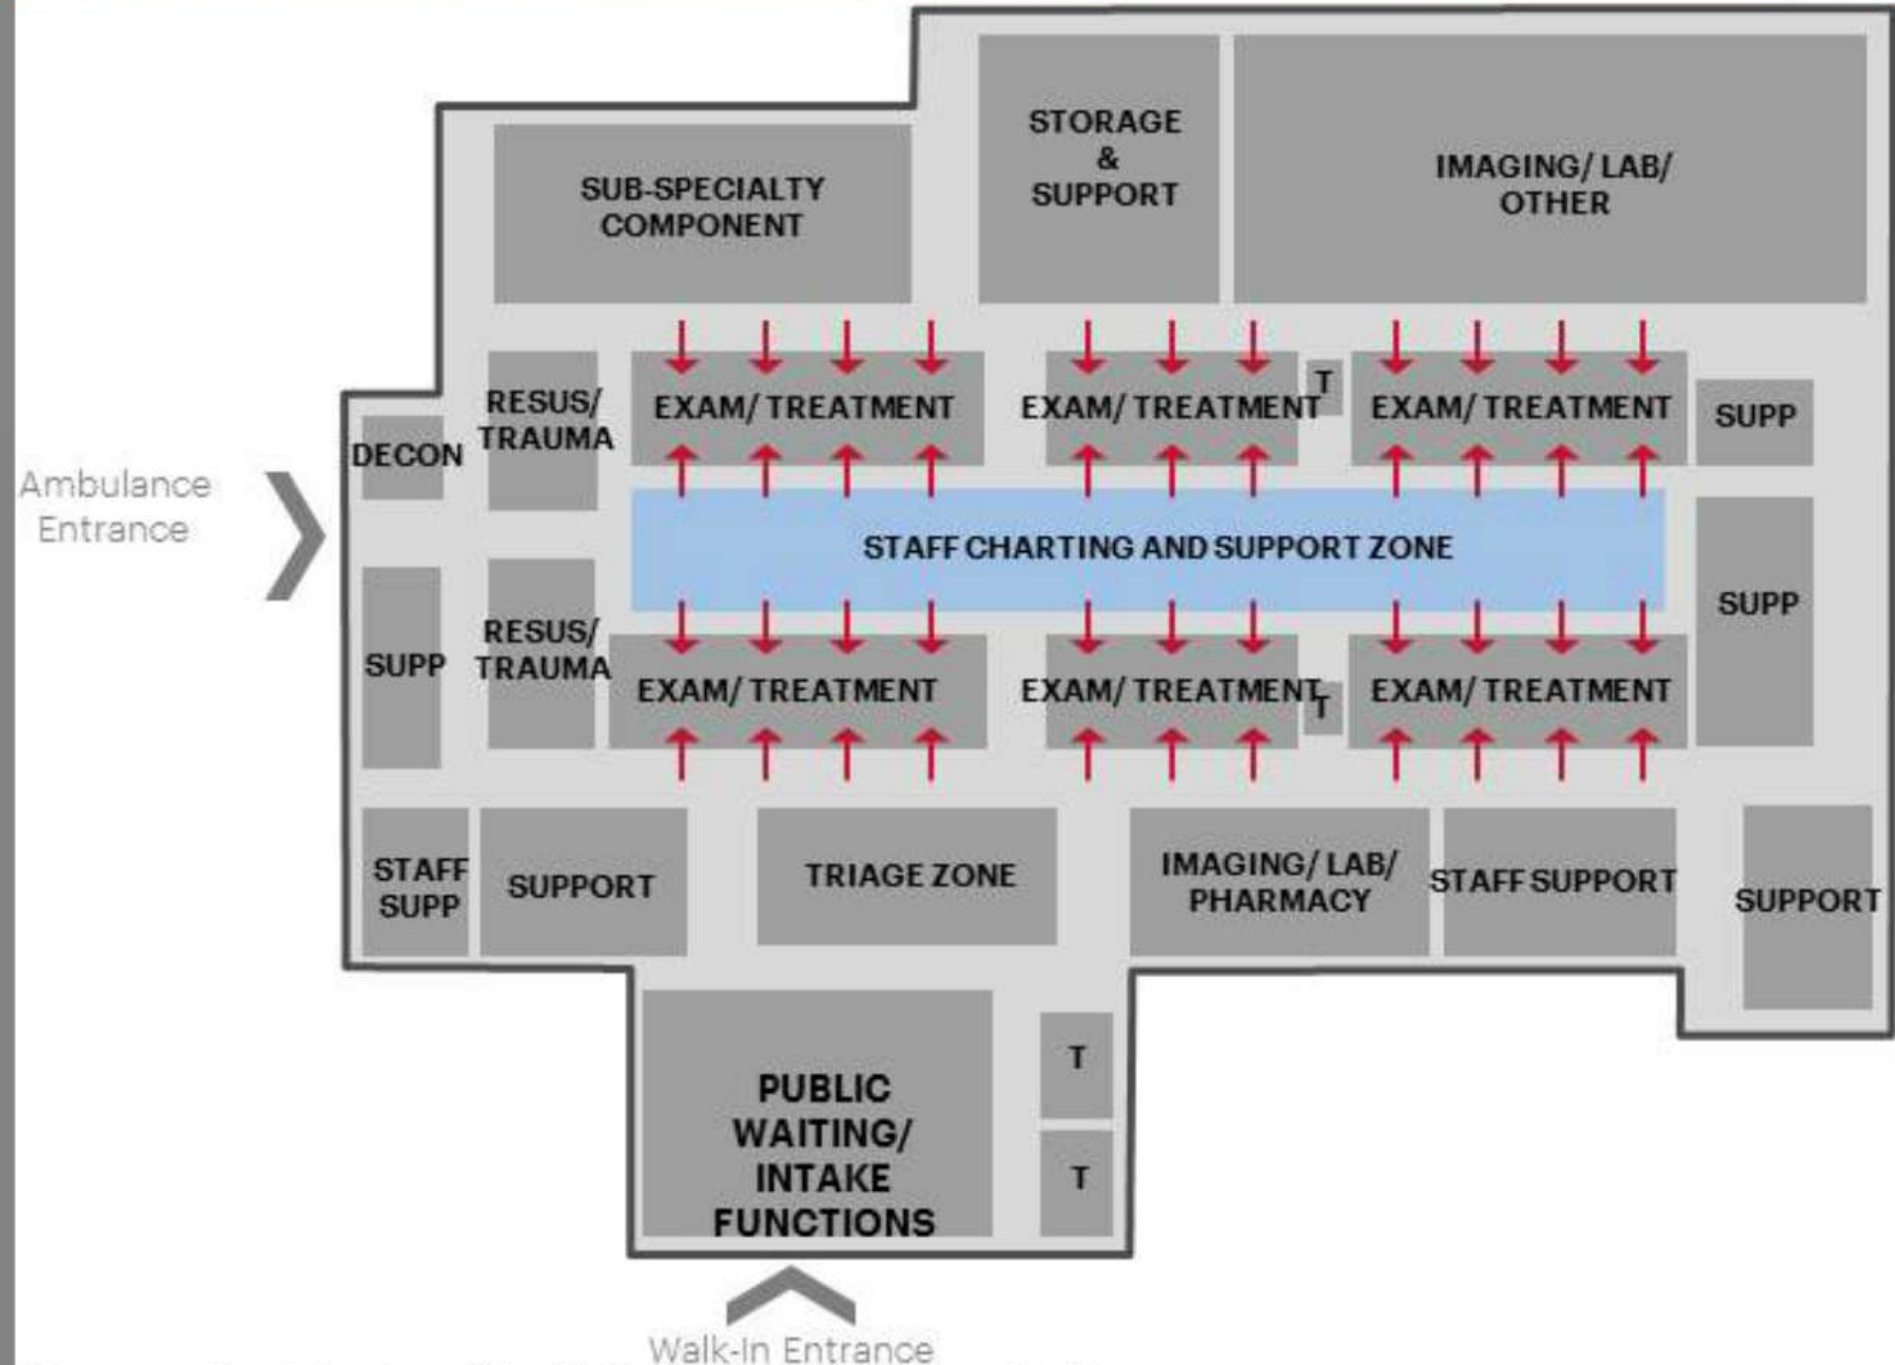 STORAGE
&
SUPPORT
IMAGING/ LAB/
OTHER
SUB-SPECIALTY
COMPONENT
RESUS/
TRAUMA
EXAM/ TREATMENT
EXAM/ TREATMENT
T
EXAM/ TREATMENT
SUPP
DECON
Ambulance
Entrance
STAFF CHARTING AND SUPPORT ZONE
SUPP
SUPP
RESUS/
TRAUMA
EXAM/ TREATMENT
EXAM/ TREATMENT
T
EXAM/ TREATMENT
STAFF
SUPP
SUPPORT
TRIAGE ZONE
IMAGING/ LAB/
PHARMACY
STAFF SUPPORT
SUPPORT
PUBLIC
WAITING/
INTAKE
FUNCTIONS
T
T
Walk-In Entrance